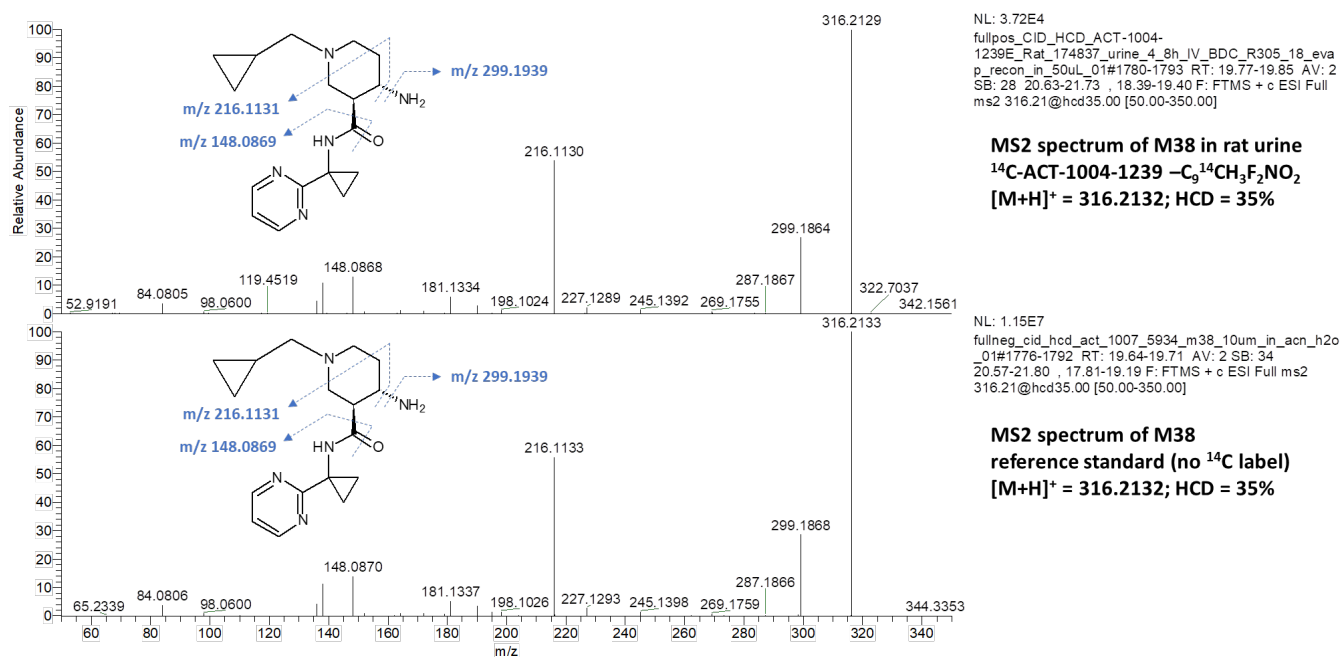 NL: 3.72E4
fullpos_CID_HCD_ACT-1004-
1239E_Rat_174837_urine_4_8h_IV_BDC_R305_18_eva
p_recon_in_50uL_01#1780-1793 RT: 19.77-19.85 AV: 2
SB: 28 20.63-21.73 , 18.39-19.40 F: FTMS + c ESI Full
ms2 316.21@hcd35.00 [50.00-350.00]
MS2 spectrum of M38 in rat urine
¹⁴C-ACT-1004-1239 –C₉¹⁴CH₃F₂NO₂
[M+H]⁺ = 316.2132; HCD = 35%
Relative Abundance
100
90
80
70
60
50
40
30
20
10
0
N
m/z 299.1939
NH₂
m/z 216.1131
m/z 148.0869
NH
O
N
N
52.9191
84.0805
98.0600
119.4519
148.0868
181.1334
198.1024
216.1130
227.1289
245.1392
269.1755
287.1867
299.1864
316.2129
322.7037
342.1561
NL: 1.15E7
fullneg_cid_hcd_act_1007_5934_m38_10um_in_acn_h2o
_01#1776-1792 RT: 19.64-19.71 AV: 2 SB: 34
20.57-21.80 , 17.81-19.19 F: FTMS + c ESI Full ms2
316.21@hcd35.00 [50.00-350.00]
MS2 spectrum of M38
reference standard (no ¹⁴C label)
[M+H]⁺ = 316.2132; HCD = 35%
100
90
80
70
60
50
40
30
20
10
0
N
m/z 299.1939
NH₂
m/z 216.1131
m/z 148.0869
NH
O
N
N
65.2339
84.0806
98.0600
148.0870
181.1337
198.1026
216.1133
227.1293
245.1398
269.1759
287.1866
299.1868
316.2133
344.3353
60 80 100 120 140 160 180 200 220 240 260 280 300 320 340
m/z